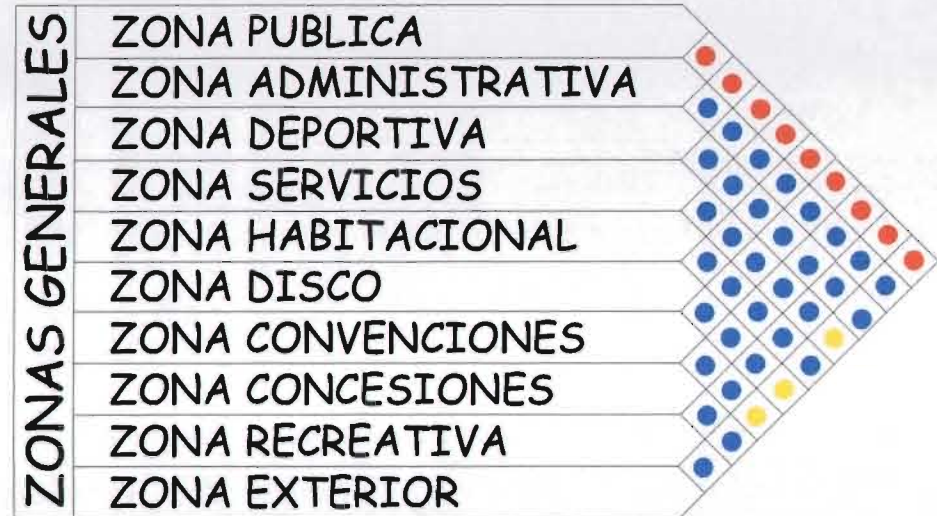 ZONAS GENERALES
ZONA PUBLICA
ZONA ADMINISTRATIVA
ZONA DEPORTIVA
ZONA SERVICIOS
ZONA HABITACIONAL
ZONA DISCO
ZONA CONVENCIONES
ZONA CONCESIONES
ZONA RECREATIVA
ZONA EXTERIOR